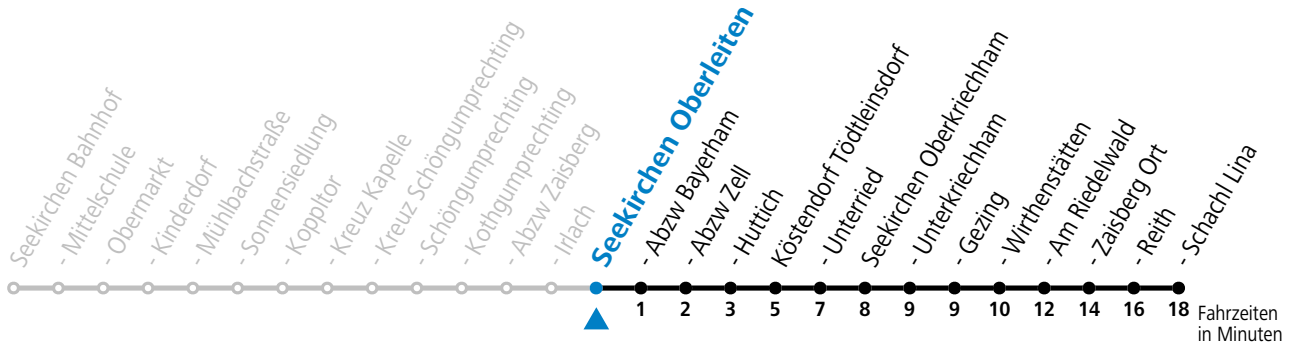 Seekirchen Bahnhof
- Mittelschule
- Obermarkt
- Kinderdorf
- Mühlbachstraße
- Sonnensiedlung
- Koppltor
- Kreuz Kapelle
- Kreuz Schöngumprechting
- Schöngumprechting
- Kothgumprechting
- Abzw Zaisberg
- Irlach
Seekirchen Oberleiten
- Abzw Bayerham
- Abzw Zell
- Huttich
Köstendorf Tödtleinsdorf
- Unterried
Seekirchen Oberkriechham
- Unterkriechham
- Gezing
- Wirthenstätten
- Am Riedelwald
- Zaisberg Ort
- Reith
- Schachl Lina
1 2 3 5 7 8 9 9 10 12 14 16 18
Fahrzeiten
in Minuten